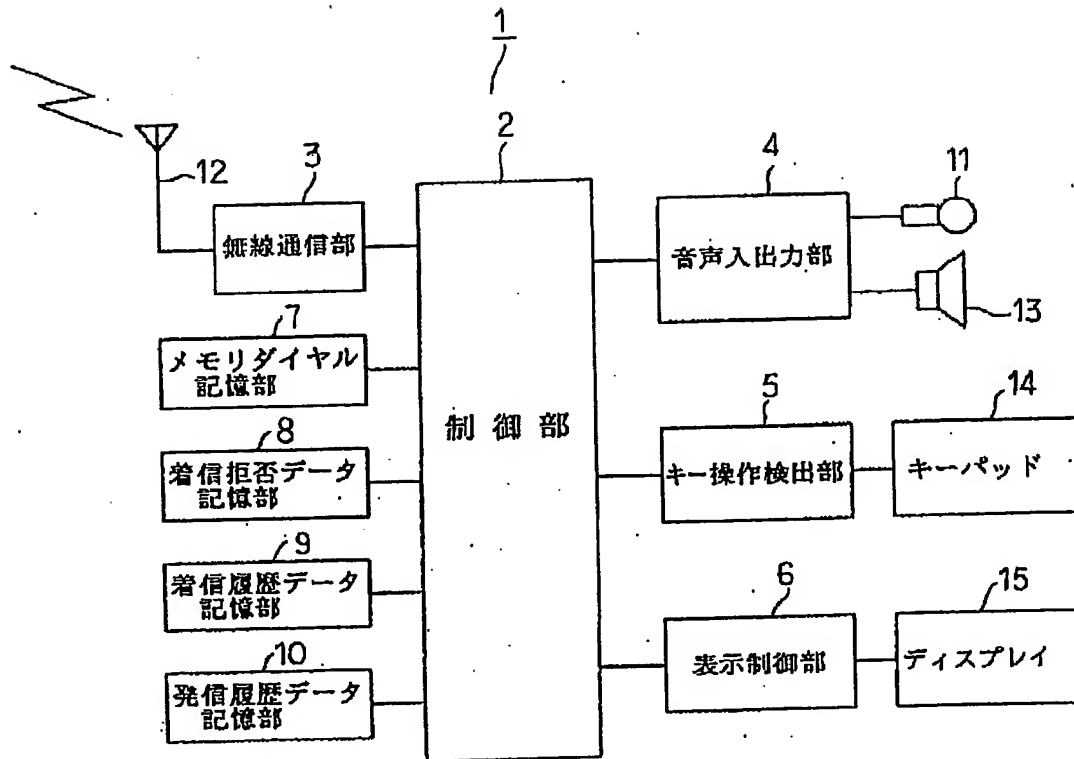 1
2
3
4
11
12
無線通信部
音声入出力部
13
7
メモリダイヤル
記憶部
制御部
5
14
8
着信拒否データ
記憶部
キー操作検出部
キーパッド
9
着信履歴データ
記憶部
6
15
10
発信履歴データ
記憶部
表示制御部
ディスプレイ